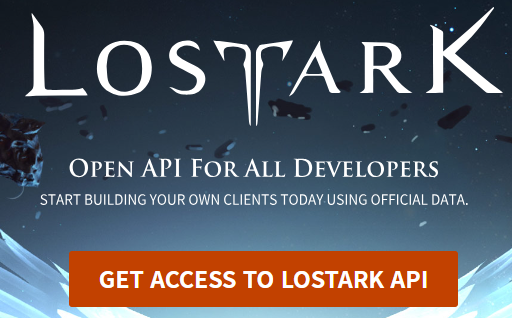 LOSTARK
OPEN API FOR ALL DEVELOPERS
START BUILDING YOUR OWN CLIENTS TODAY USING OFFICIAL DATA.
GET ACCESS TO LOSTARK API